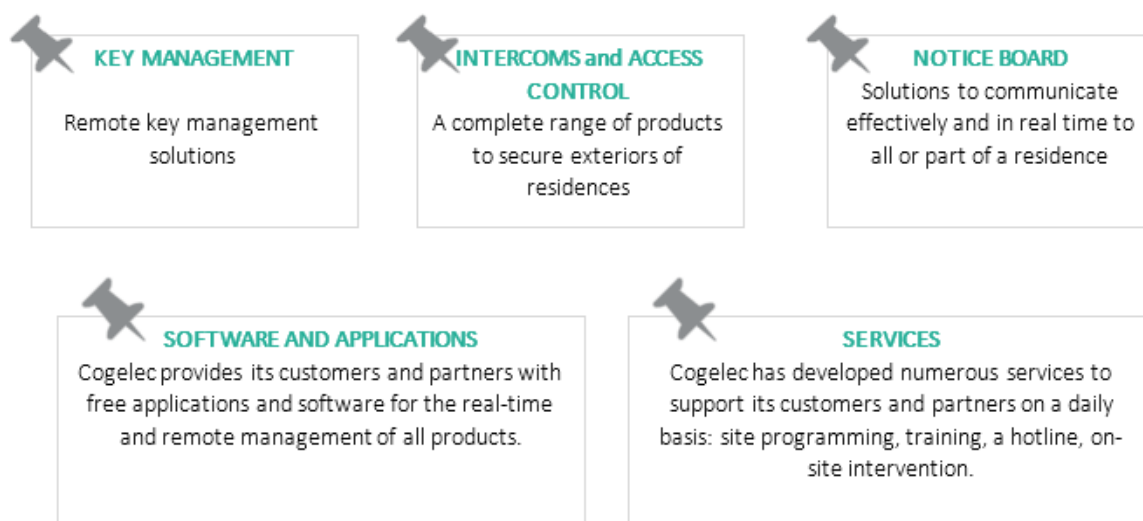 KEY MANAGEMENT
Remote key management
solutions
INTERCOMS and ACCESS
CONTROL
A complete range of products
to secure exteriors of
residences
NOTICE BOARD
Solutions to communicate
effectively and in real time to
all or part of a residence
SOFTWARE AND APPLICATIONS
Cogelec provides its customers and partners with
free applications and software for the real-time
and remote management of all products.
SERVICES
Cogelec has developed numerous services to
support its customers and partners on a daily
basis: site programming, training, a hotline, on-
site intervention.